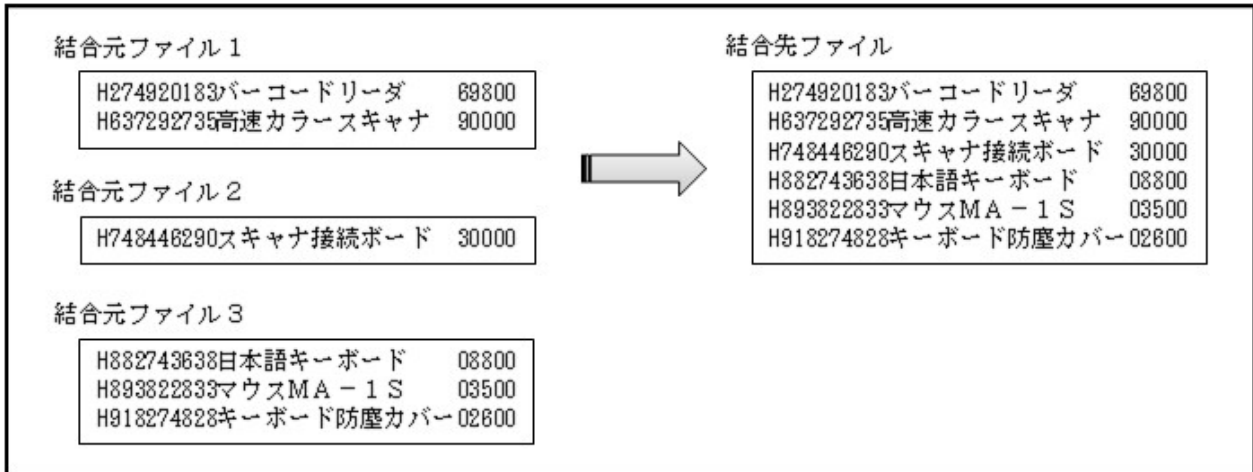 結合元ファイル1
H274920183バーコードリーダ 69800
H637292735高速カラースキャナ 90000
結合元ファイル2
H748446290スキャナ接続ボード 30000
結合元ファイル3
H882743638日本語キーボード 08800
H893822833マウスMA-1S 03500
H918274828キーボード防塵カバー02600
結合先ファイル
H274920183バーコードリーダ 69800
H637292735高速カラースキャナ 90000
H748446290スキャナ接続ボード 30000
H882743638日本語キーボード 08800
H893822833マウスMA-1S 03500
H918274828キーボード防塵カバー02600